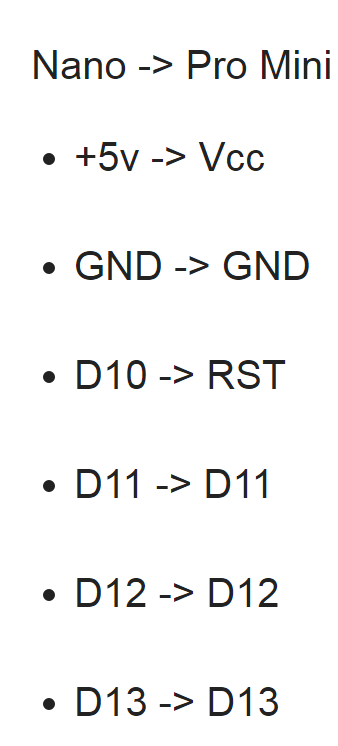 Nano -> Pro Mini
• +5v -> Vcc
• GND -> GND
• D10 -> RST
• D11 -> D11
• D12 -> D12
• D13 -> D13